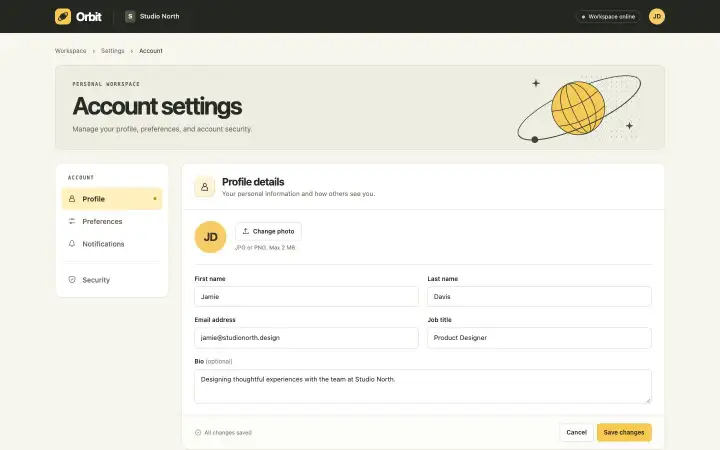 Orbit
S Studio North
Workspace online
JD
Workspace › Settings › Account
PERSONAL WORKSPACE
Account settings
Manage your profile, preferences, and account security.
ACCOUNT
Profile
Preferences
Notifications
Security
Profile details
Your personal information and how others see you.
JD
Change photo
JPG or PNG. Max 2 MB.
First name
Jamie
Last name
Davis
Email address
jamie@studionorth.design
Job title
Product Designer
Bio (optional)
Designing thoughtful experiences with the team at Studio North.
All changes saved
Cancel
Save changes